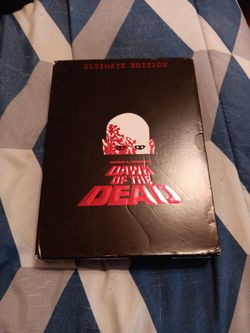 ULTIMATE EDITION
DAWN
OF THE
DEAD